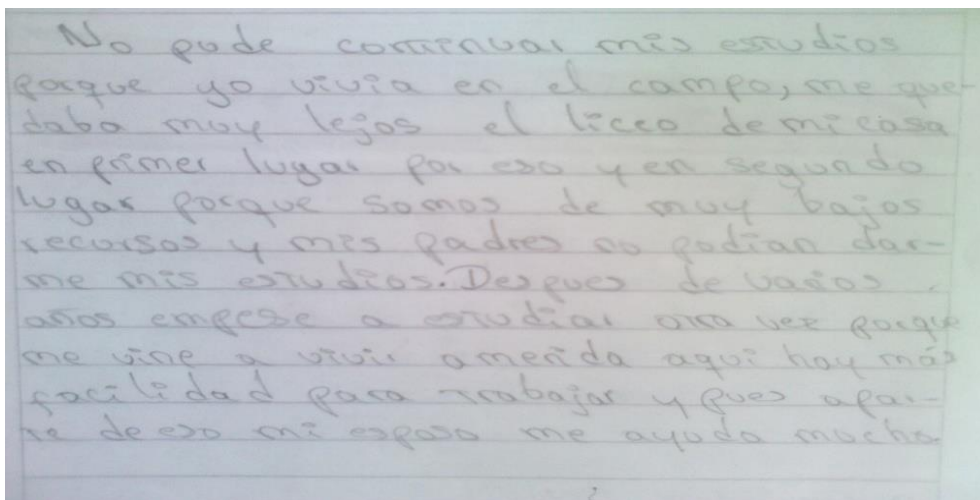 No pude continuar mis estudios
porque yo vivia en el campo, me que-
daba muy lejos el liceo de mi casa
en primer lugar por eso y en segundo
lugar porque somos de muy bajos
recursos y mis padres no podian dar-
me mis estudios. Despues de varios
años empese a estudiar otra vez porque
me vine a vivir a merida aqui hay más
facilidad para trabajar y pues apar-
te de eso mi esposo me ayuda mucho.